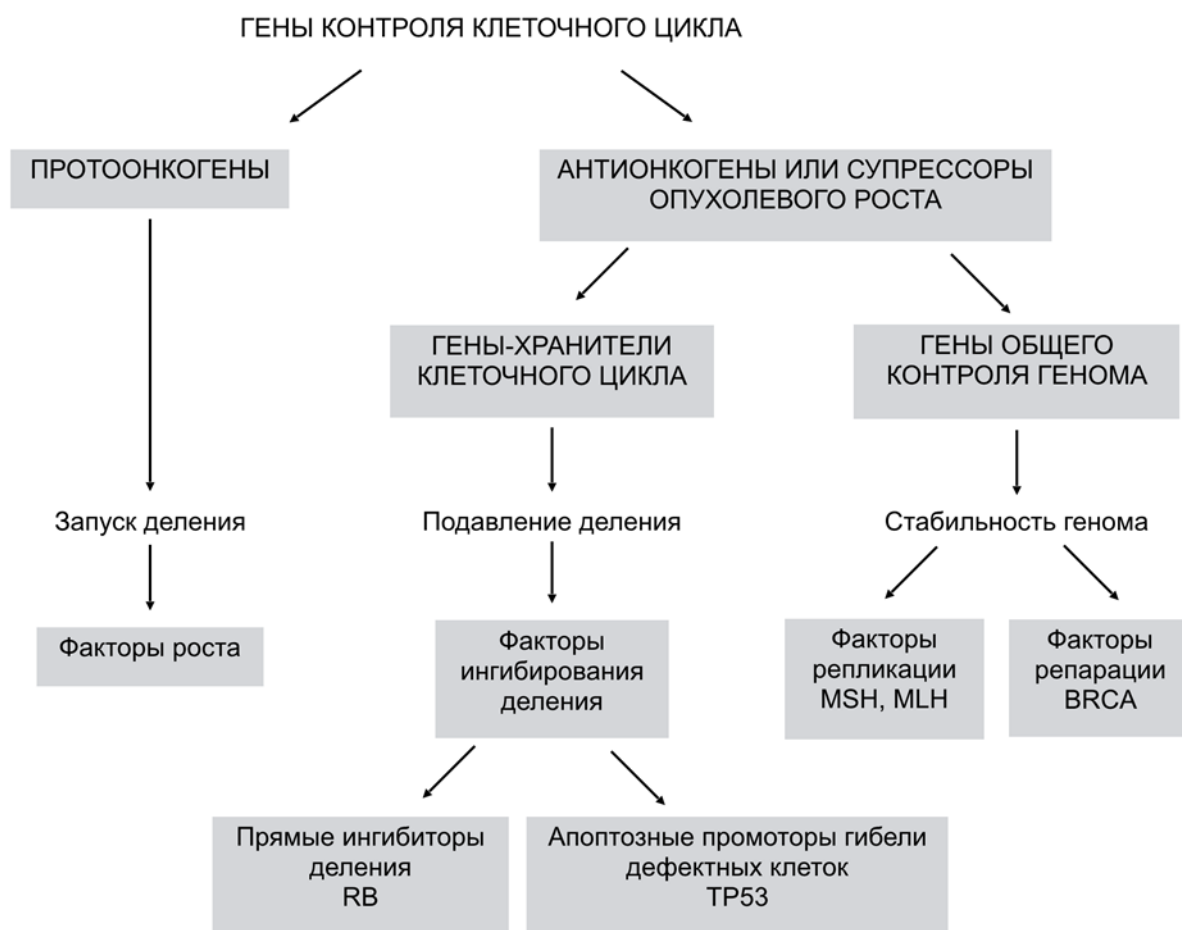 ГЕНЫ КОНТРОЛЯ КЛЕТОЧНОГО ЦИКЛА
ПРОТООНКОГЕНЫ
АНТИОНКОГЕНЫ ИЛИ СУПРЕССОРЫ
ОПУХОЛЕВОГО РОСТА
ГЕНЫ-ХРАНИТЕЛИ
КЛЕТОЧНОГО ЦИКЛА
ГЕНЫ ОБЩЕГО
КОНТРОЛЯ ГЕНОМА
Запуск деления
Подавление деления
Стабильность генома
Факторы роста
Факторы
ингибирования
деления
Факторы
репликации
MSH, MLH
Факторы
репарации
BRCA
Прямые ингибиторы
деления
RB
Апоптозные промоторы гибели
дефектных клеток
TP53